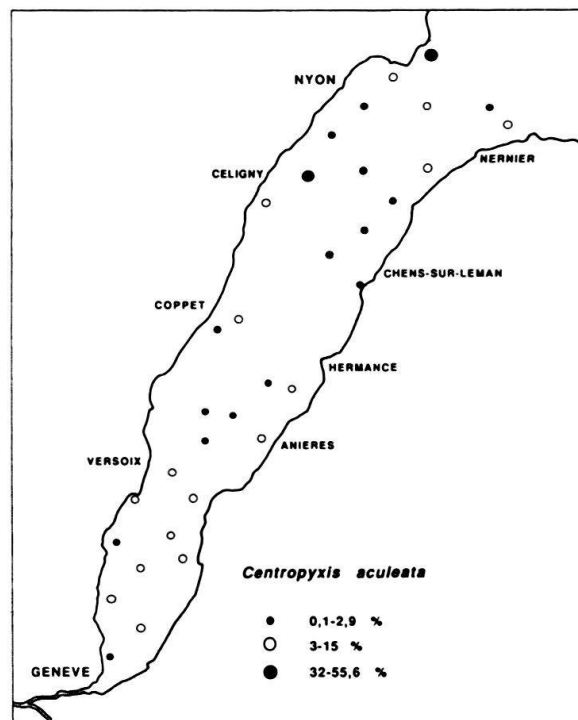 NYON
NERNIER
CELIGNY
CHENS-SUR-LEMAN
COPPET
HERMANCE
ANIERES
VERSOIX
Centropyxis aculeata
0,1-2,9 %
3-15 %
GENEVE
32-55,6 %